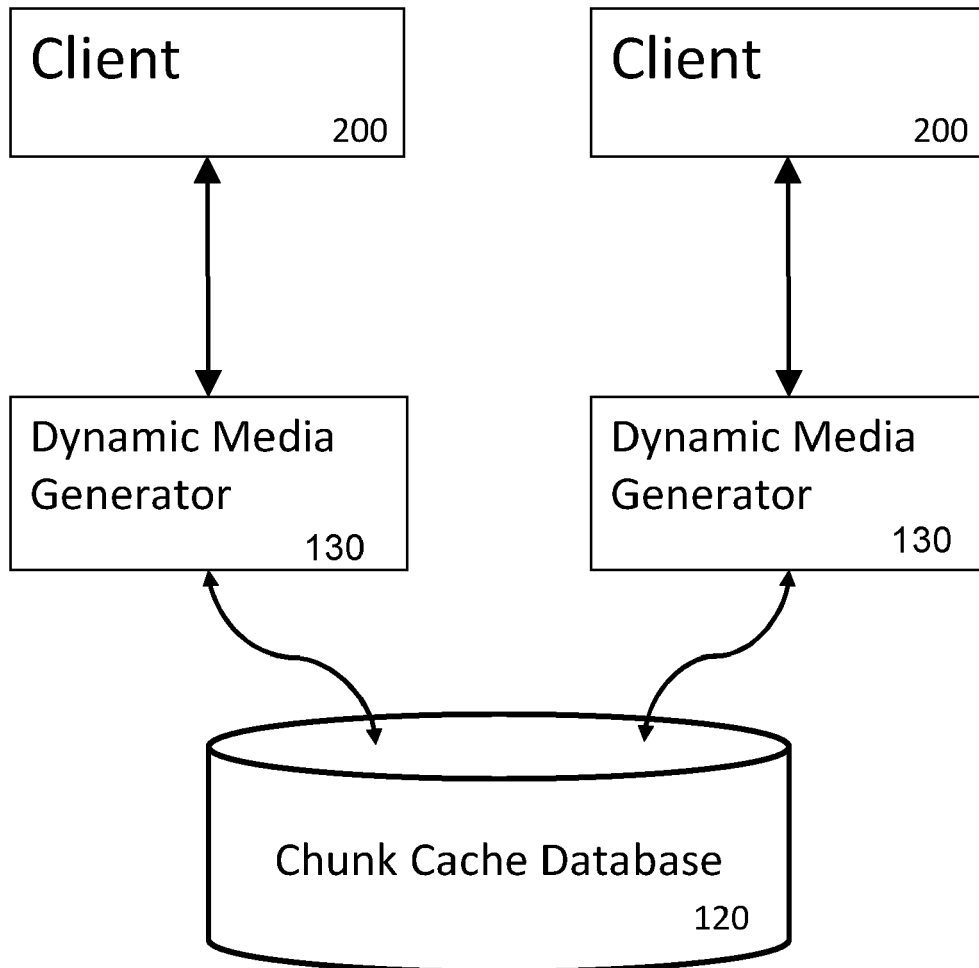 Client
200
Client
200
Dynamic Media
Generator
130
Dynamic Media
Generator
130
Chunk Cache Database
120